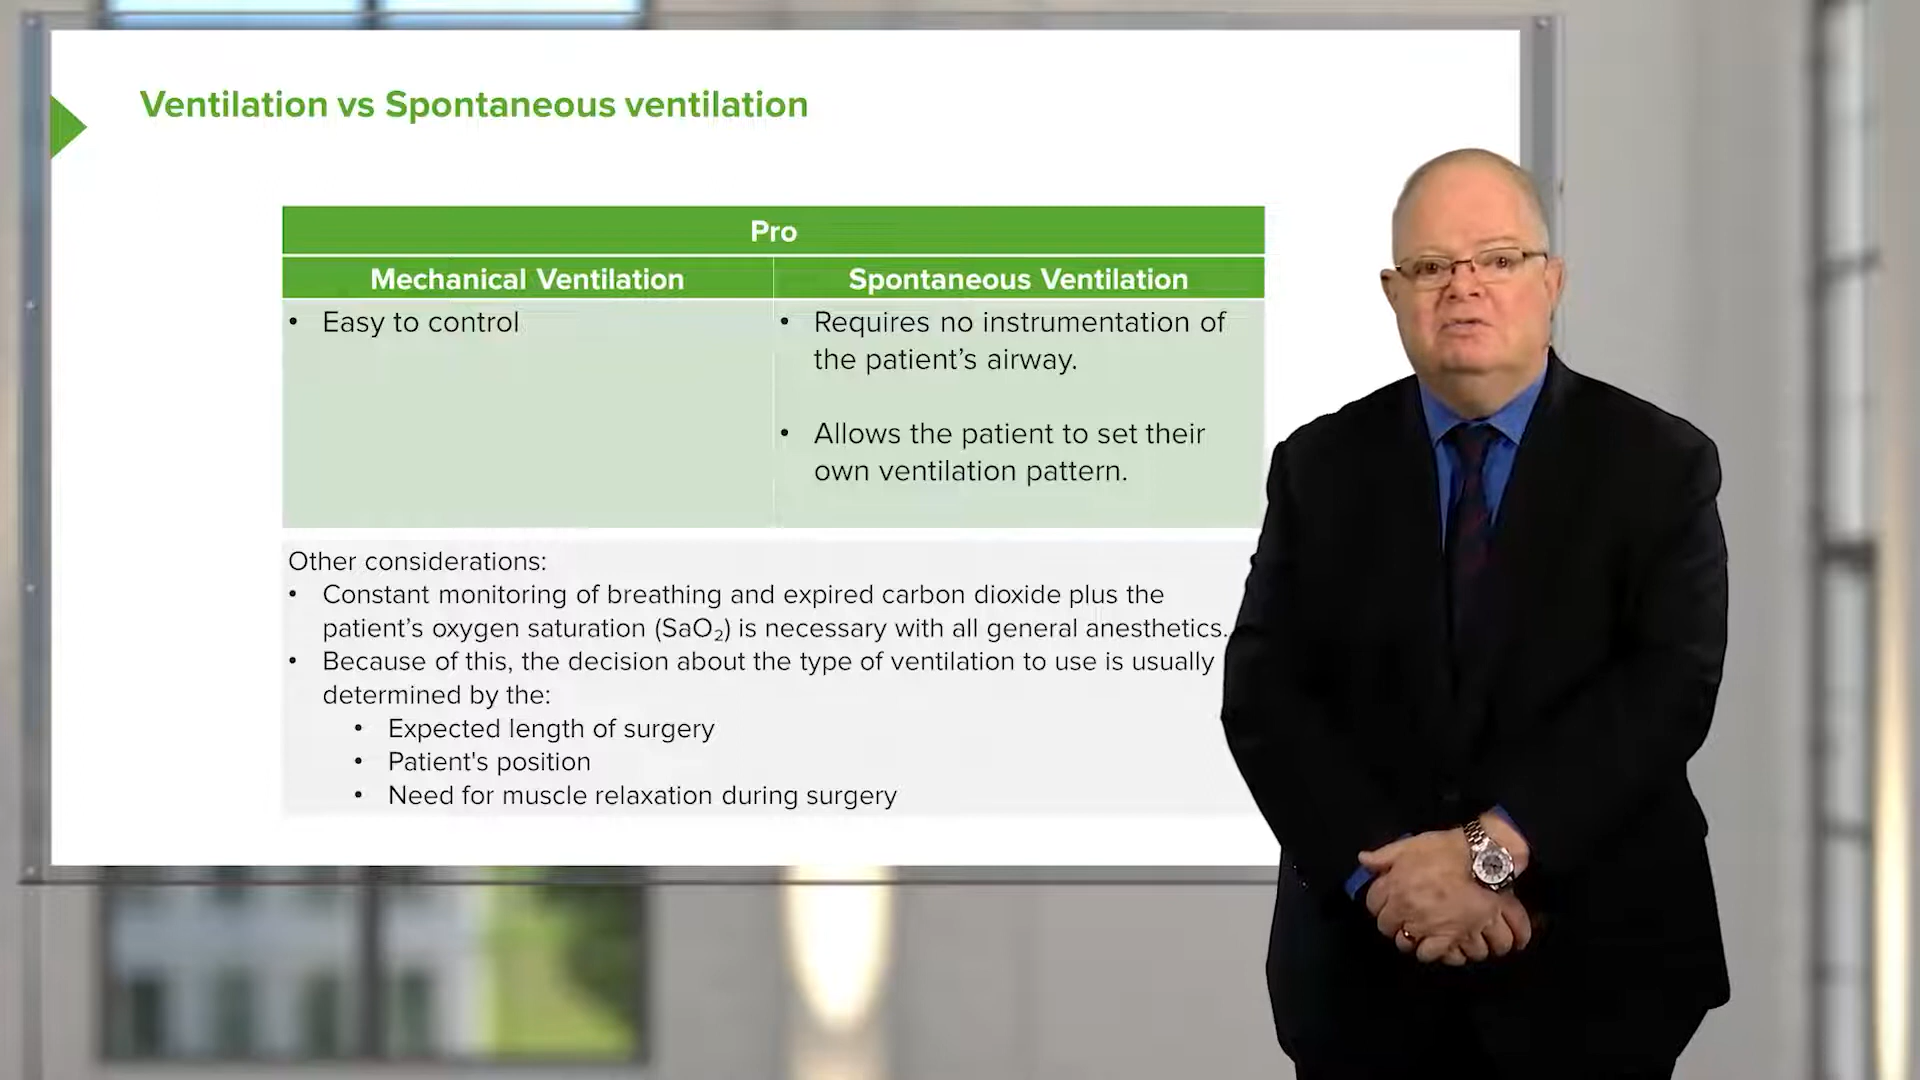 Ventilation vs Spontaneous ventilation
Pro
Mechanical Ventilation
Spontaneous Ventilation
• Easy to control
• Requires no instrumentation of
the patient’s airway.
• Allows the patient to set their
own ventilation pattern.
Other considerations:
• Constant monitoring of breathing and expired carbon dioxide plus the
patient’s oxygen saturation (SaO₂) is necessary with all general anesthetics.
• Because of this, the decision about the type of ventilation to use is usually
determined by the:
• Expected length of surgery
• Patient's position
• Need for muscle relaxation during surgery